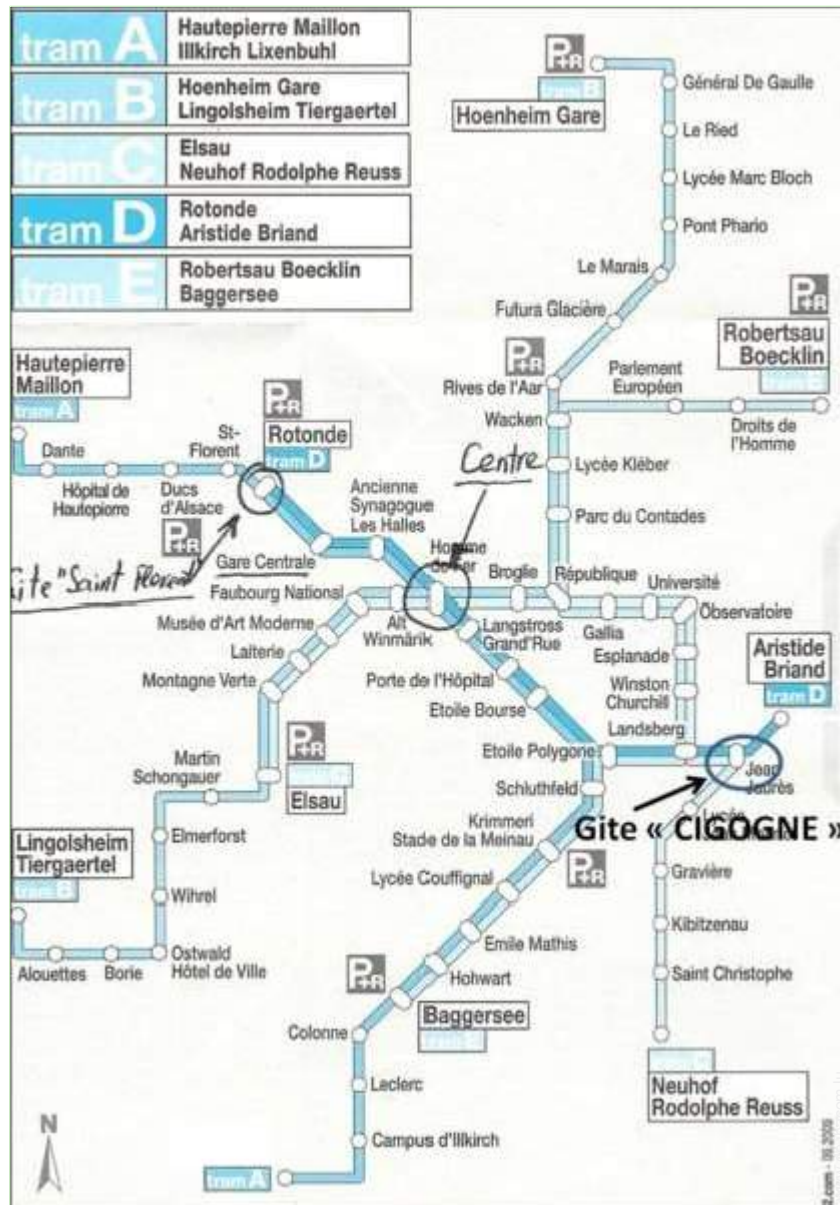 tram A
Hautepierre Maillon
Illkirch Lixenbuhl
tram B
Hoenheim Gare
Lingolsheim Tiergaertel
tram C
Elsau
Neuhof Rodolphe Reuss
tram D
Rotonde
Aristide Briand
tram E
Robertsau Boecklin
Baggersee
P+R
tram B
Hoenheim Gare
Général De Gaulle
Le Ried
Lycée Marc Bloch
Pont Phario
Le Marais
Futura Glacière
P+R
Rives de l'Aar
P+R
Robertsau
Boecklin
tram E
Parlement
Européen
Droits de
l'Homme
Wacken
Lycée Kléber
Parc du Contades
Hautepierre
Maillon
tram A
Dante
Hôpital de
Hautepierre
Ducs
d'Alsace
P+R
St-
Florent
P+R
Rotonde
tram D
Centre
Gite "Saint Florent"
Ancienne
Synagogue
Les Halles
Gare Centrale
Homme
de Fer
Faubourg National
Musée d'Art Moderne
Laiterie
Montagne Verte
Alt
Winmärik
Broglie
République
Université
Observatoire
Langstross
Grand'Rue
Gallia
Esplanade
Winston
Churchill
Landsberg
Aristide
Briand
tram D
Porte de l'Hôpital
Etoile Bourse
Etoile Polygone
Schluthfeld
Jean
Jaurès
Gite « CIGOGNE »
Lycée
Gravière
Kibitzenau
Saint Christophe
Neuhof
Rodolphe Reuss
P+R
Elsau
Martin
Schongauer
Elmerforst
Wihrel
Ostwald
Hôtel de Ville
Borie
Alouettes
Lingolsheim
Tiergaertel
tram B
Krimmeri
Stade de la Meinau
P+R
Lycée Couffignal
Emile Mathis
Hohwart
P+R
Baggersee
Colonne
Leclerc
Campus d'Illkirch
tram A
N
2.com - 09.2009